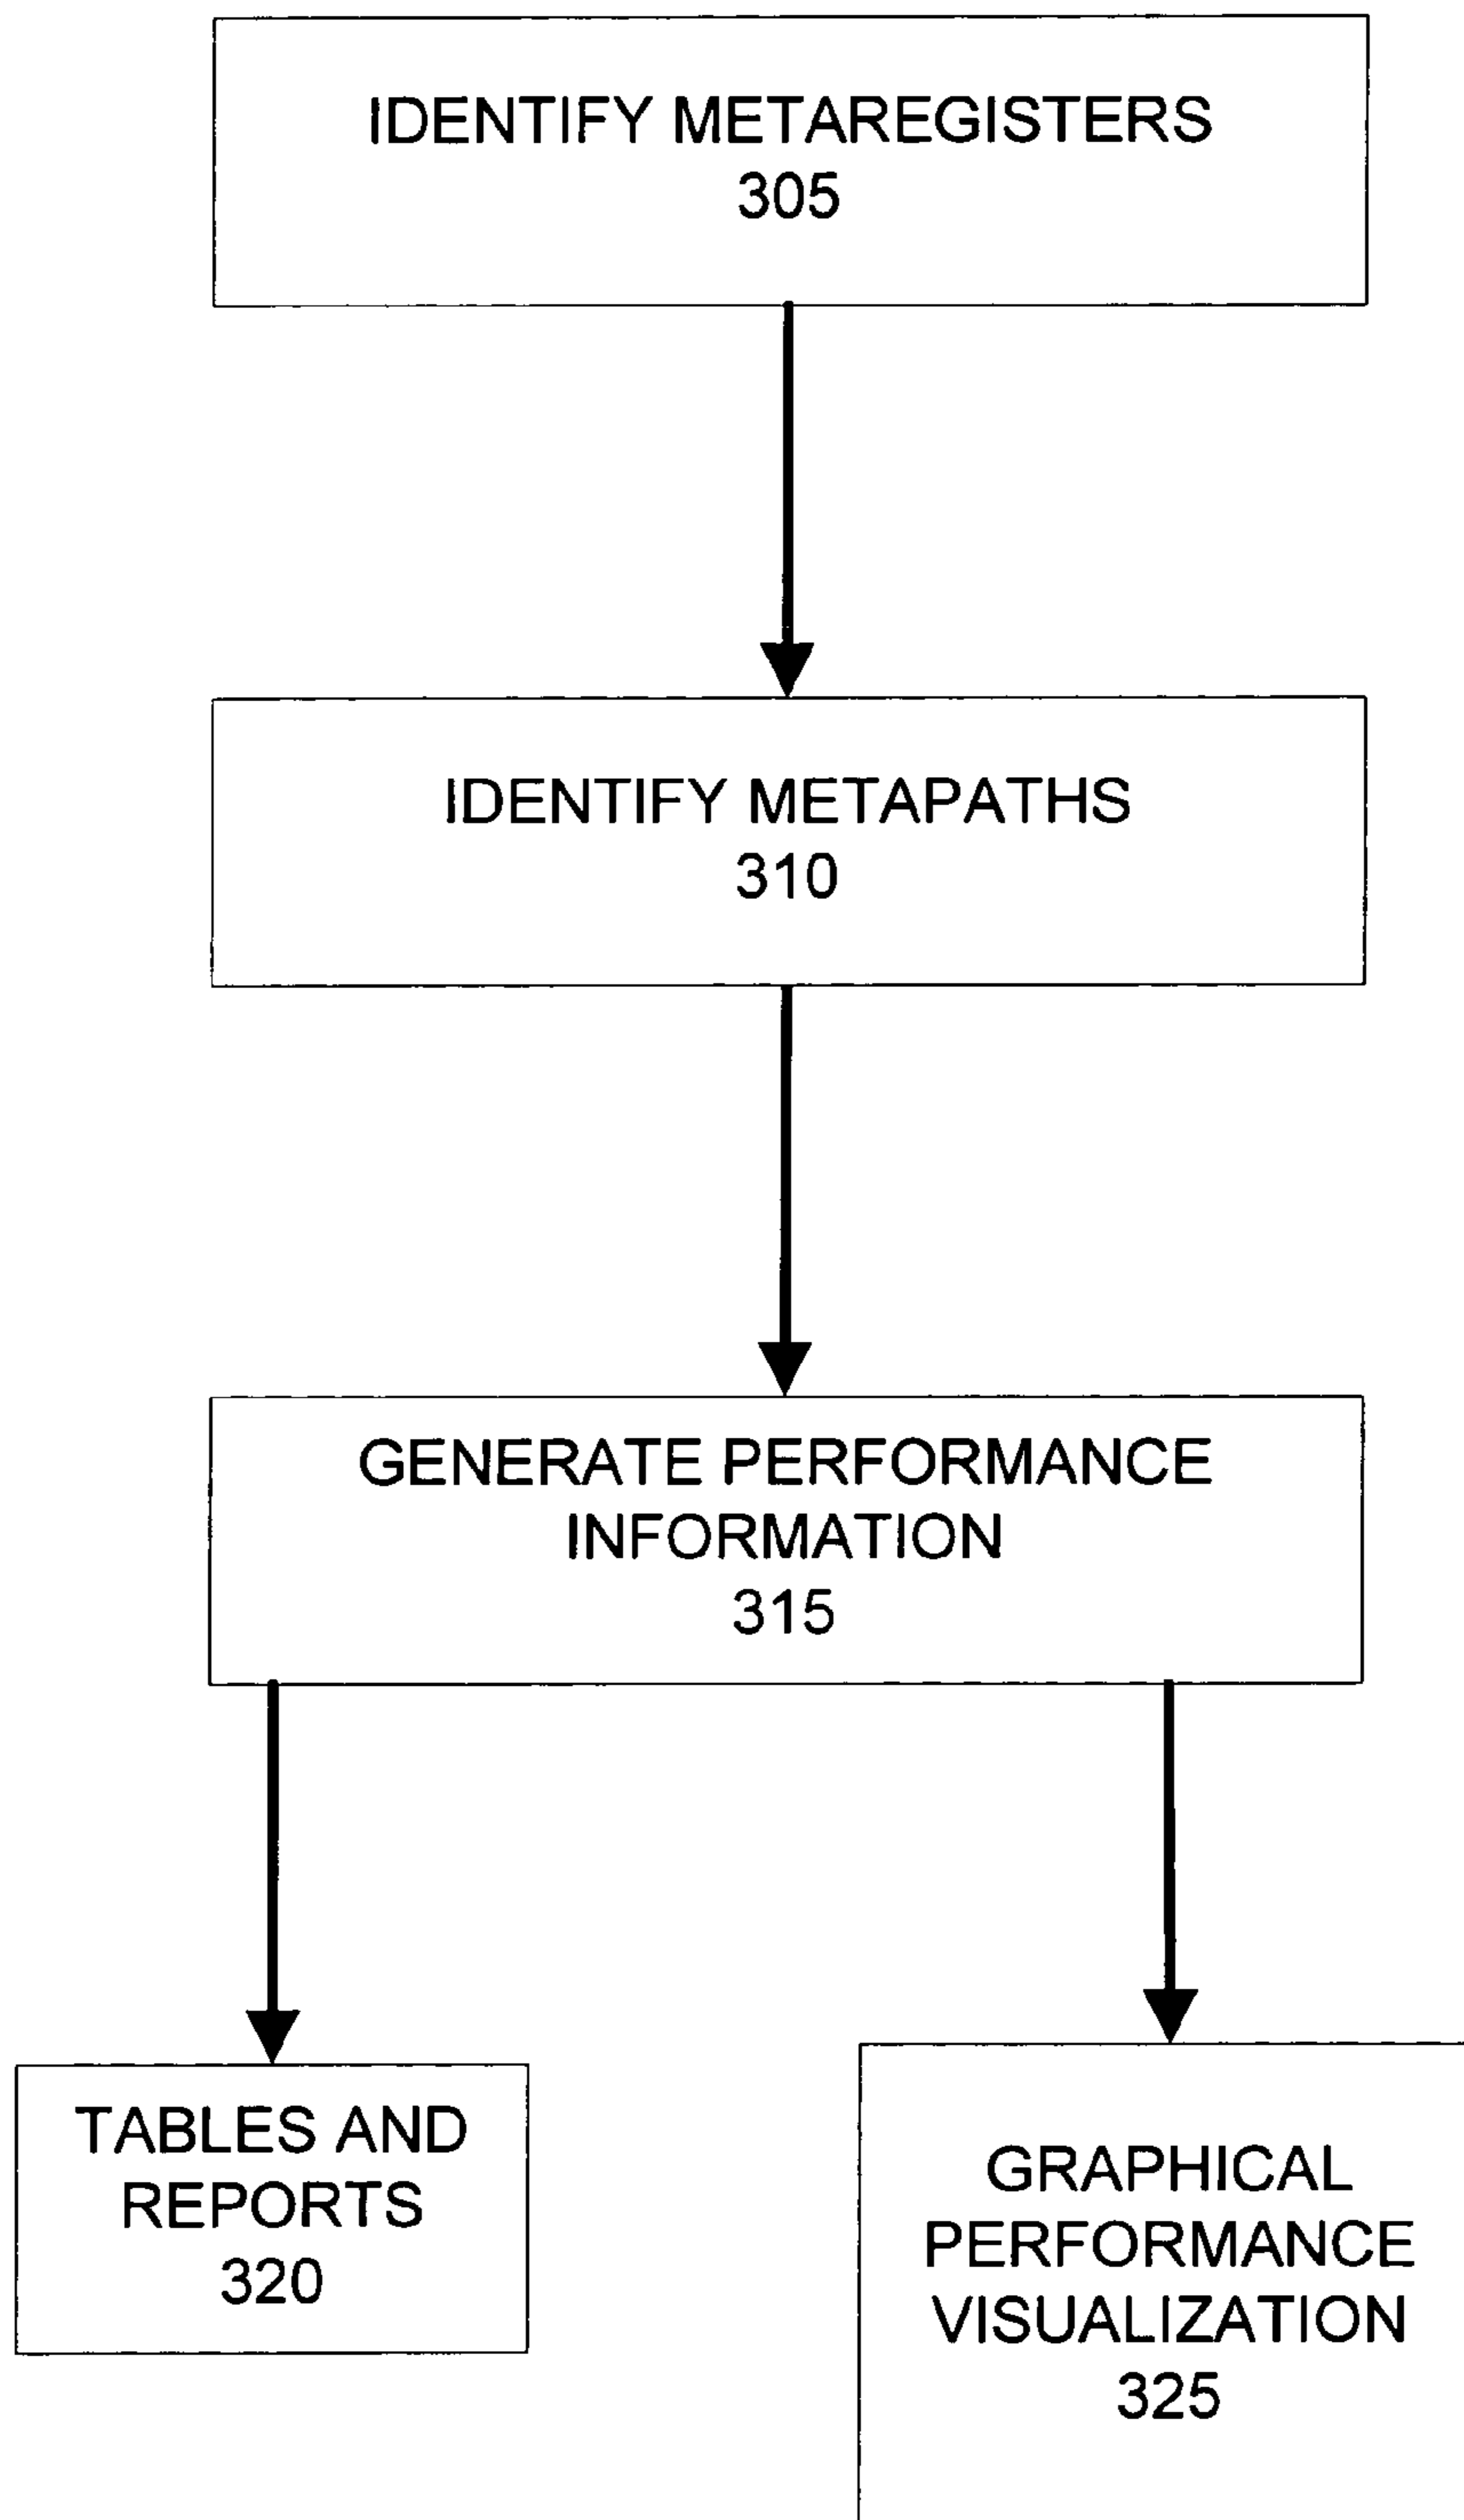 IDENTIFY METAREGISTERS
305
IDENTIFY METAPATHS
310
GENERATE PERFORMANCE
INFORMATION
315
TABLES AND
REPORTS
320
GRAPHICAL
PERFORMANCE
VISUALIZATION
325